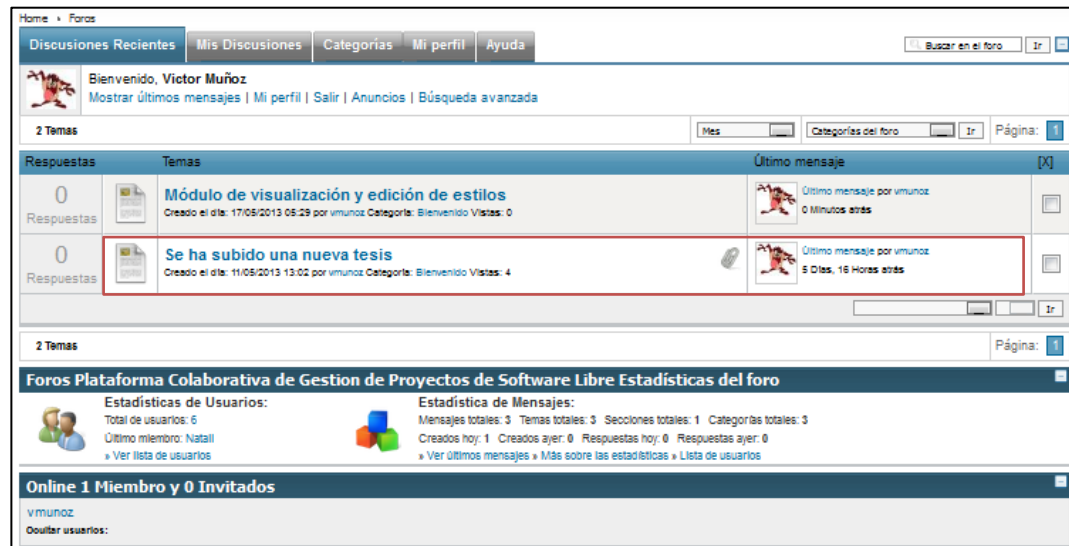 Home › Foros
Discusiones Recientes Mis Discusiones Categorías Mi perfil Ayuda Buscar en el foro Ir
Bienvenido, Victor Muñoz
Mostrar últimos mensajes | Mi perfil | Salir | Anuncios | Búsqueda avanzada
2 Temas Mes Categorías del foro Ir Página: 1
Respuestas Temas Último mensaje [X]
0 Respuestas
Módulo de visualización y edición de estilos
Creado el día: 17/05/2013 05:29 por vmunoz Categoría: Bienvenido Vistas: 0
Último mensaje por vmunoz
0 Minutos atrás
0 Respuestas
Se ha subido una nueva tesis
Creado el día: 11/05/2013 13:02 por vmunoz Categoría: Bienvenido Vistas: 4
Último mensaje por vmunoz
5 Días, 16 Horas atrás
Ir
2 Temas Página: 1
Foros Plataforma Colaborativa de Gestion de Proyectos de Software Libre Estadísticas del foro
Estadísticas de Usuarios:
Total de usuarios: 6
Último miembro: Natali
» Ver lista de usuarios
Estadística de Mensajes:
Mensajes totales: 3 Temas totales: 3 Secciones totales: 1 Categorías totales: 3
Creados hoy: 1 Creados ayer: 0 Respuestas hoy: 0 Respuestas ayer: 0
» Ver últimos mensajes » Más sobre las estadísticas » Lista de usuarios
Online 1 Miembro y 0 Invitados
vmunoz
Ocultar usuarios: